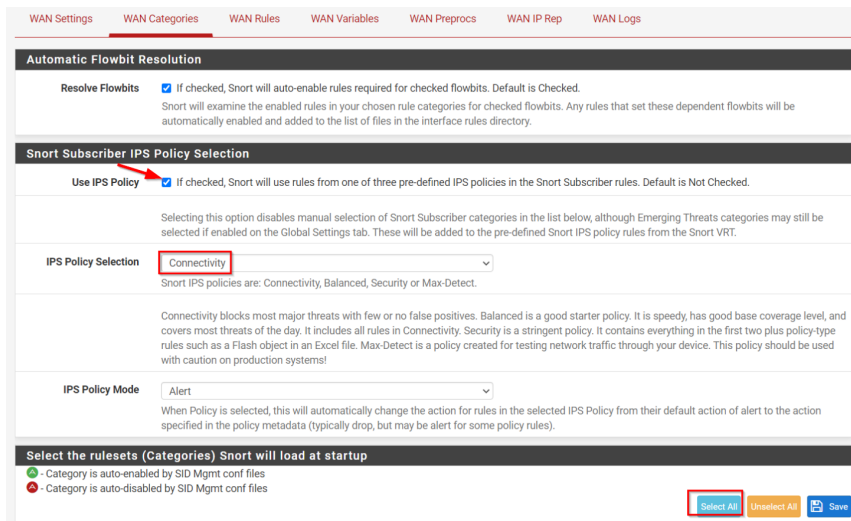 WAN Settings WAN Categories WAN Rules WAN Variables WAN Preprocs WAN IP Rep WAN Logs
Automatic Flowbit Resolution
Resolve Flowbits If checked, Snort will auto-enable rules required for checked flowbits. Default is Checked.
Snort will examine the enabled rules in your chosen rule categories for checked flowbits. Any rules that set these dependent flowbits will be
automatically enabled and added to the list of files in the interface rules directory.
Snort Subscriber IPS Policy Selection
Use IPS Policy If checked, Snort will use rules from one of three pre-defined IPS policies in the Snort Subscriber rules. Default is Not Checked.
Selecting this option disables manual selection of Snort Subscriber categories in the list below, although Emerging Threats categories may still be
selected if enabled on the Global Settings tab. These will be added to the pre-defined Snort IPS policy rules from the Snort VRT.
IPS Policy Selection Connectivity
Snort IPS policies are: Connectivity, Balanced, Security or Max-Detect.
Connectivity blocks most major threats with few or no false positives. Balanced is a good starter policy. It is speedy, has good base coverage level, and
covers most threats of the day. It includes all rules in Connectivity. Security is a stringent policy. It contains everything in the first two plus policy-type
rules such as a Flash object in an Excel file. Max-Detect is a policy created for testing network traffic through your device. This policy should be used
with caution on production systems!
IPS Policy Mode Alert
When Policy is selected, this will automatically change the action for rules in the selected IPS Policy from their default action of alert to the action
specified in the policy metadata (typically drop, but may be alert for some policy rules).
Select the rulesets (Categories) Snort will load at startup
A - Category is auto-enabled by SID Mgmt conf files
A - Category is auto-disabled by SID Mgmt conf files
Select All Unselect All Save